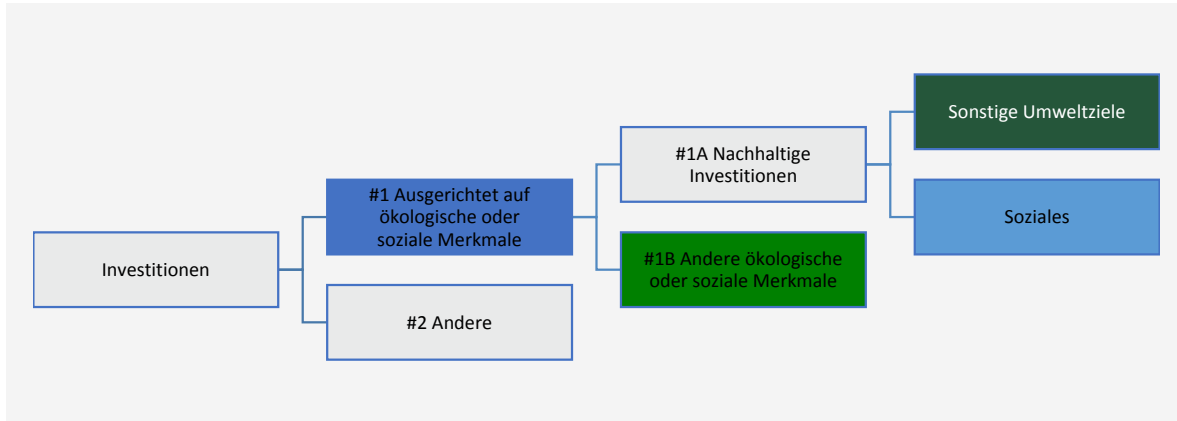 Investitionen
#1 Ausgerichtet auf
ökologische oder
soziale Merkmale
#2 Andere
#1A Nachhaltige
Investitionen
#1B Andere ökologische
oder soziale Merkmale
Sonstige Umweltziele
Soziales